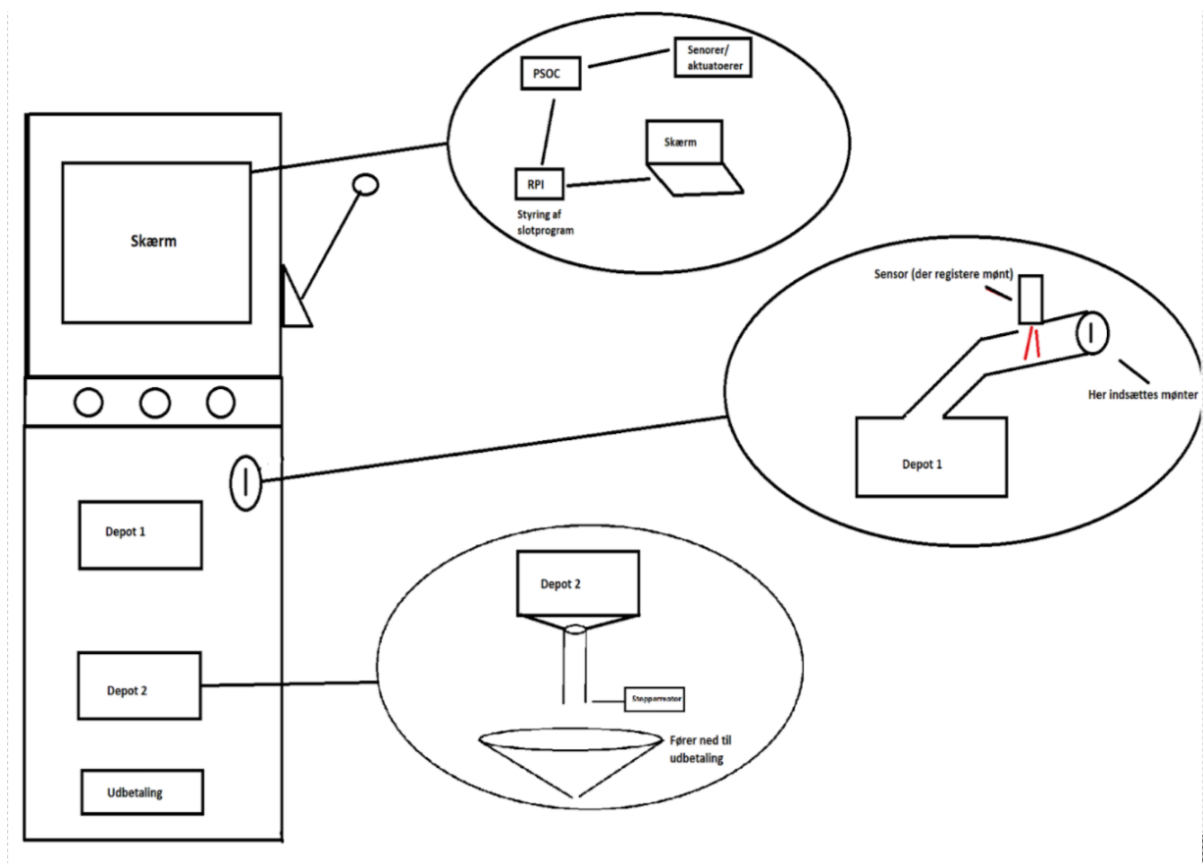 Skærm
Depot 1
Depot 2
Udbetaling
PSOC
Senorer/
aktuatoerer
Skærm
RPI
Styring af
slotprogram
Sensor (der registere mønt)
Her indsættes mønter
Depot 1
Depot 2
Steppermotor
Fører ned til
udbetaling